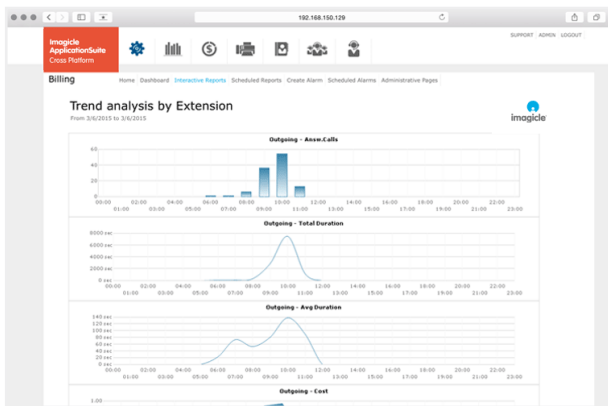 192.168.150.129
SUPPORT ADMIN LOGOUT
Imagicle
ApplicationSuite
Cross Platform
Billing
Home Dashboard Interactive Reports Scheduled Reports Create Alarm Scheduled Alarms Administrative Pages
Trend analysis by Extension
From 3/6/2015 to 3/6/2015
imagicle
Outgoing - Answ.Calls
60
40
20
0
00:00 02:00 04:00 06:00 08:00 10:00 12:00 14:00 16:00 18:00 20:00 22:00
01:00 03:00 05:00 07:00 09:00 11:00 13:00 15:00 17:00 19:00 21:00 23:00
Outgoing - Total Duration
8000 sec
6000 sec
4000 sec
2000 sec
0 sec
00:00 02:00 04:00 06:00 08:00 10:00 12:00 14:00 16:00 18:00 20:00 22:00
01:00 03:00 05:00 07:00 09:00 11:00 13:00 15:00 17:00 19:00 21:00 23:00
Outgoing - Avg Duration
140 sec
120 sec
100 sec
80 sec
60 sec
40 sec
20 sec
0 sec
00:00 02:00 04:00 06:00 08:00 10:00 12:00 14:00 16:00 18:00 20:00 22:00
01:00 03:00 05:00 07:00 09:00 11:00 13:00 15:00 17:00 19:00 21:00 23:00
Outgoing - Cost
1.00